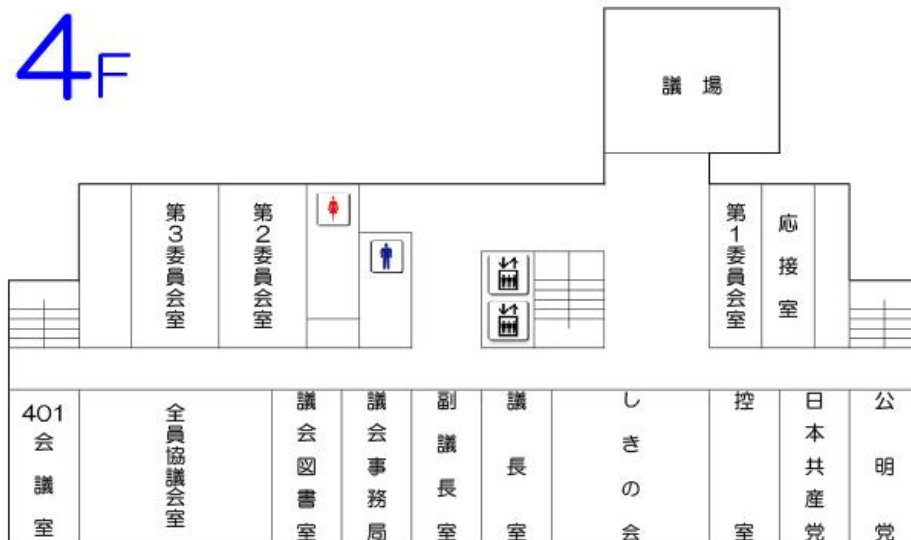 4F
議場
第3委員会室
第2委員会室
第1委員会室
応接室
401会議室
全員協議会室
議会図書室
議会事務局
副議長室
議長室
しきの会
控室
日本共産党
公明党